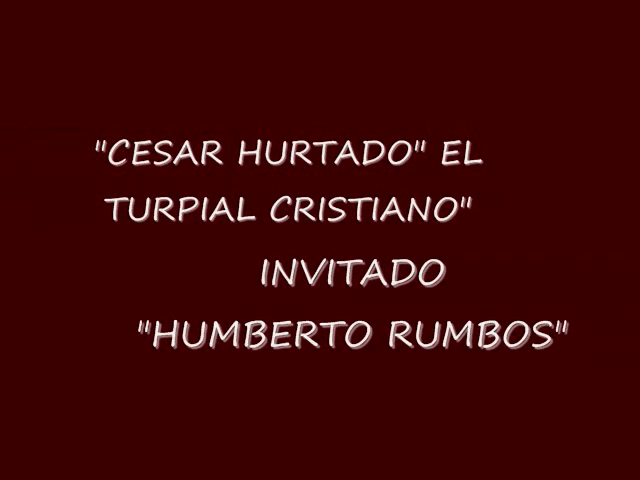 "CESAR HURTADO" EL
TURPIAL CRISTIANO"
INVITADO
"HUMBERTO RUMBOS"